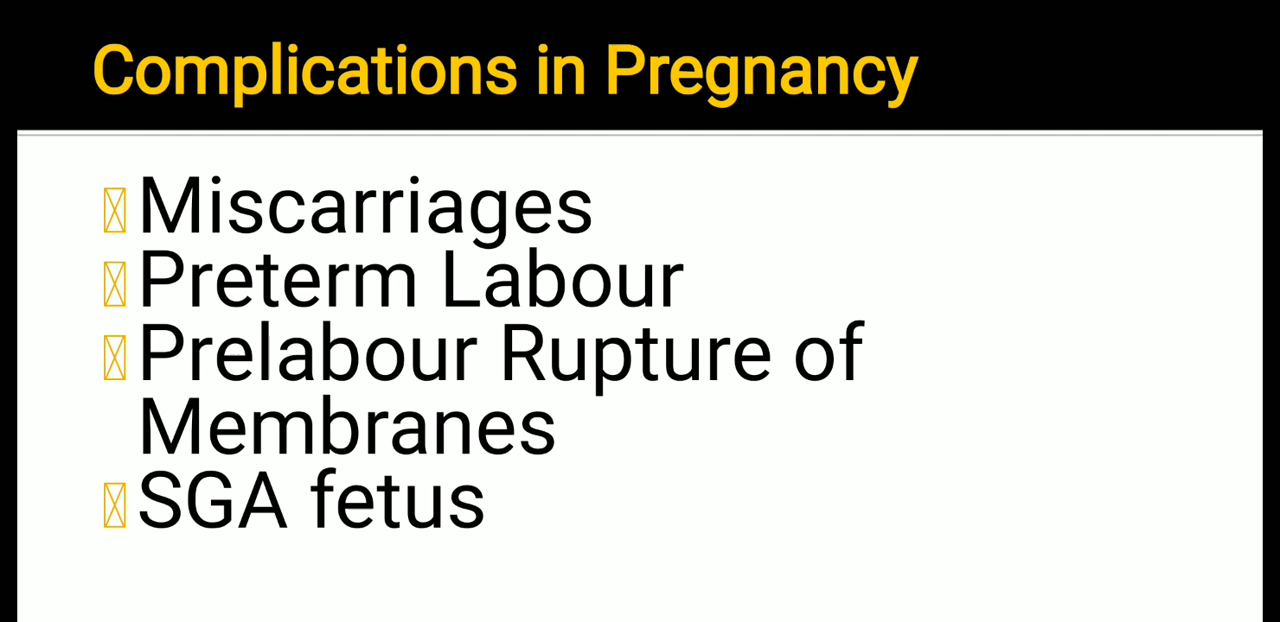 Complications in Pregnancy
Miscarriages
Preterm Labour
Prelabour Rupture of
Membranes
SGA fetus